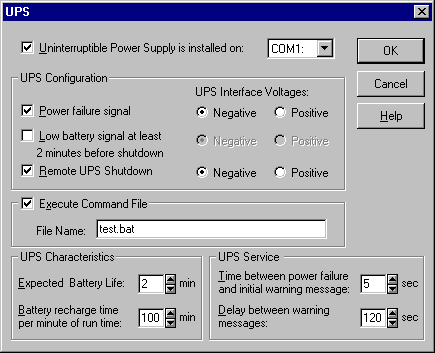 UPS
Uninterruptible Power Supply is installed on: COM1:
OK
Cancel
Help
UPS Configuration
UPS Interface Voltages:
Power failure signal Negative Positive
Low battery signal at least
2 minutes before shutdown Negative Positive
Remote UPS Shutdown Negative Positive
Execute Command File
File Name: test.bat
UPS Characteristics
Expected Battery Life: 2 min
Battery recharge time
per minute of run time: 100 min
UPS Service
Time between power failure
and initial warning message: 5 sec
Delay between warning
messages: 120 sec